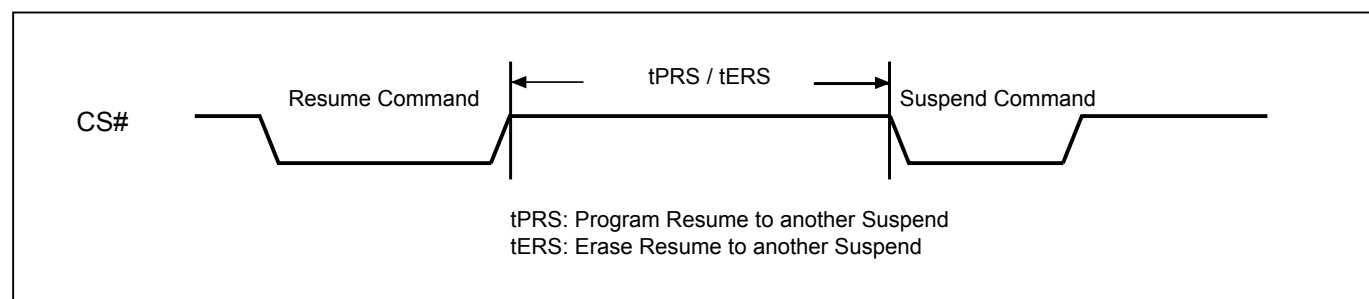 tPRS / tERS
Resume Command
Suspend Command
CS#
tPRS: Program Resume to another Suspend
tERS: Erase Resume to another Suspend